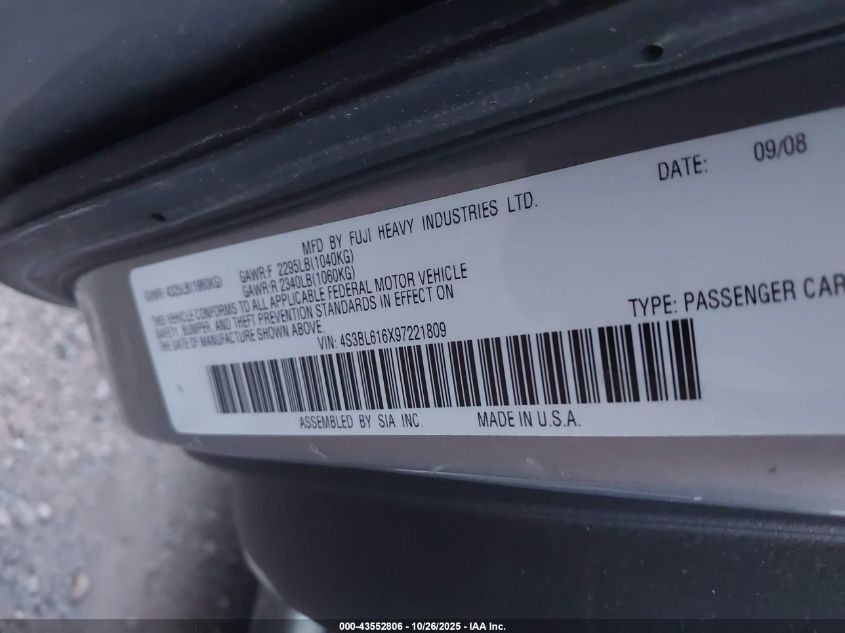 MFD BY FUJI HEAVY INDUSTRIES LTD. DATE: 09/08
GVWR: 4335LB(1960KG) GAWR:F 2295LB(1040KG)
GAWR:R 2340LB(1060KG)
THIS VEHICLE CONFORMS TO ALL APPLICABLE FEDERAL MOTOR VEHICLE
SAFETY, BUMPER, AND THEFT PREVENTION STANDARDS IN EFFECT ON
THE DATE OF MANUFACTURE SHOWN ABOVE.
VIN: 4S3BL616X97221809 TYPE: PASSENGER CAR
ASSEMBLED BY SIA INC. MADE IN U.S.A.
000-43552806 - 10/26/2025 - IAA Inc.